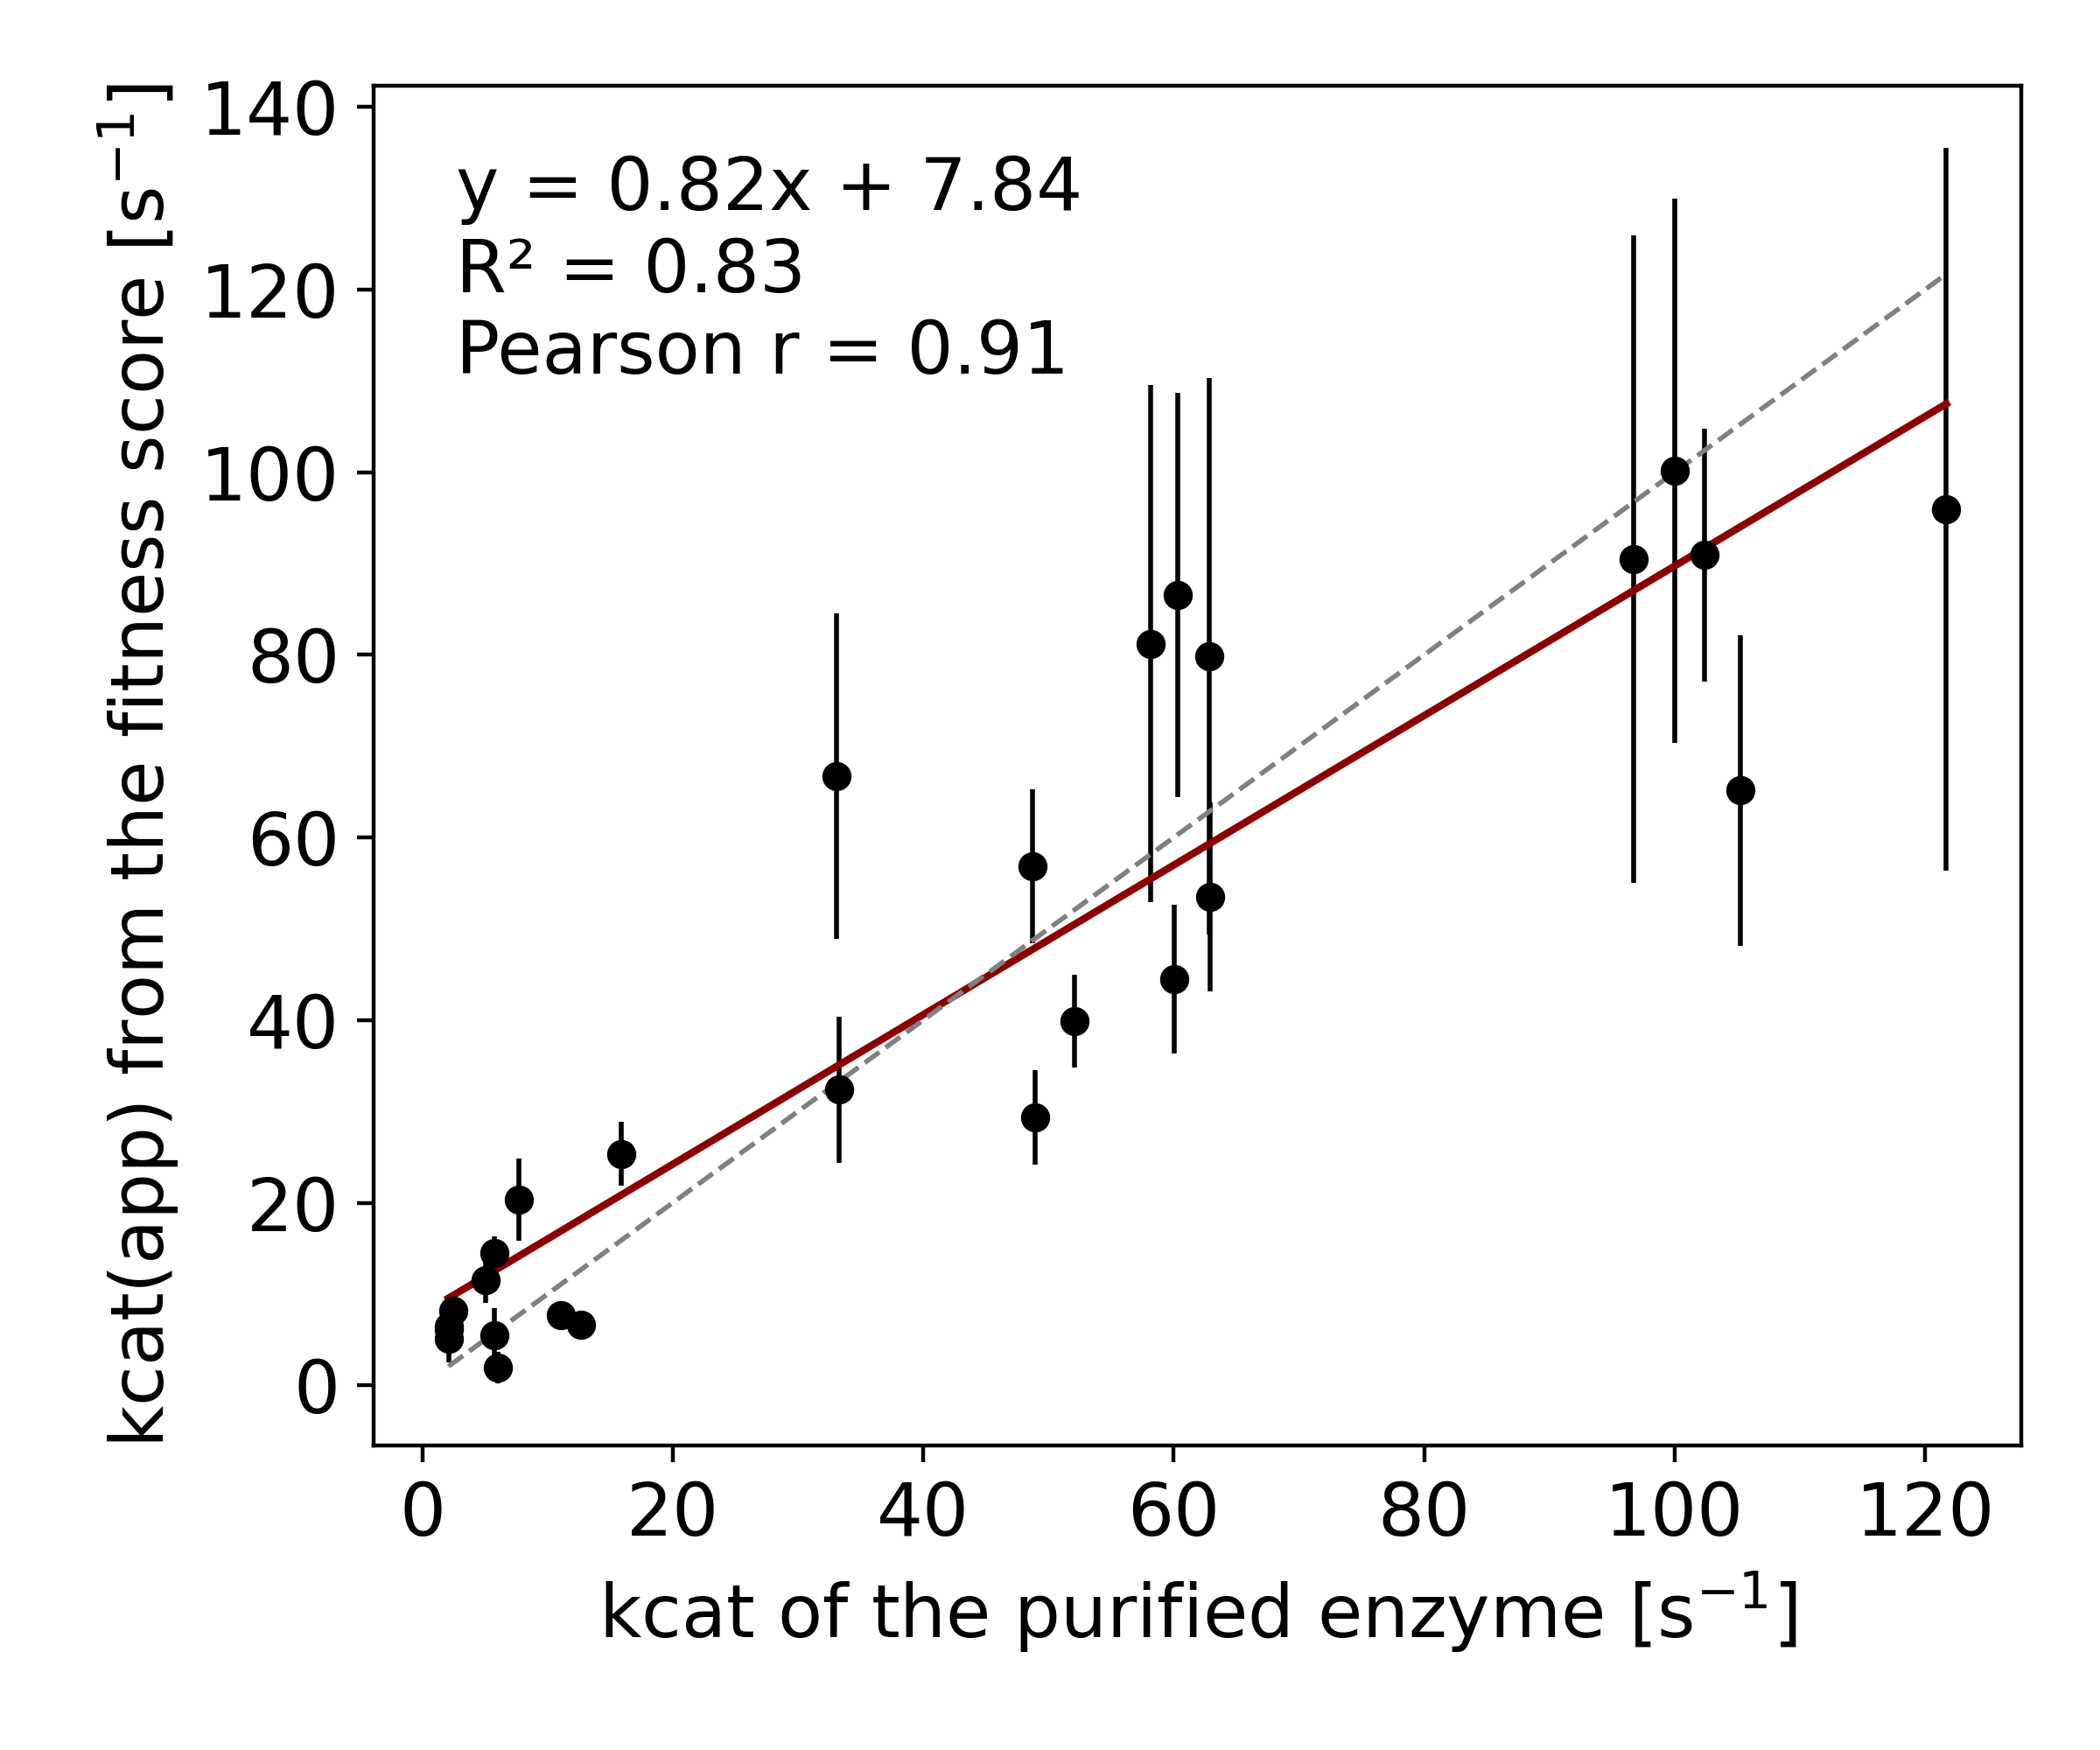 y = 0.82x + 7.84
R² = 0.83
Pearson r = 0.91
kcat(app) from the fitness score [s⁻¹]
140
120
100
80
60
40
20
0
0 20 40 60 80 100 120
kcat of the purified enzyme [s⁻¹]